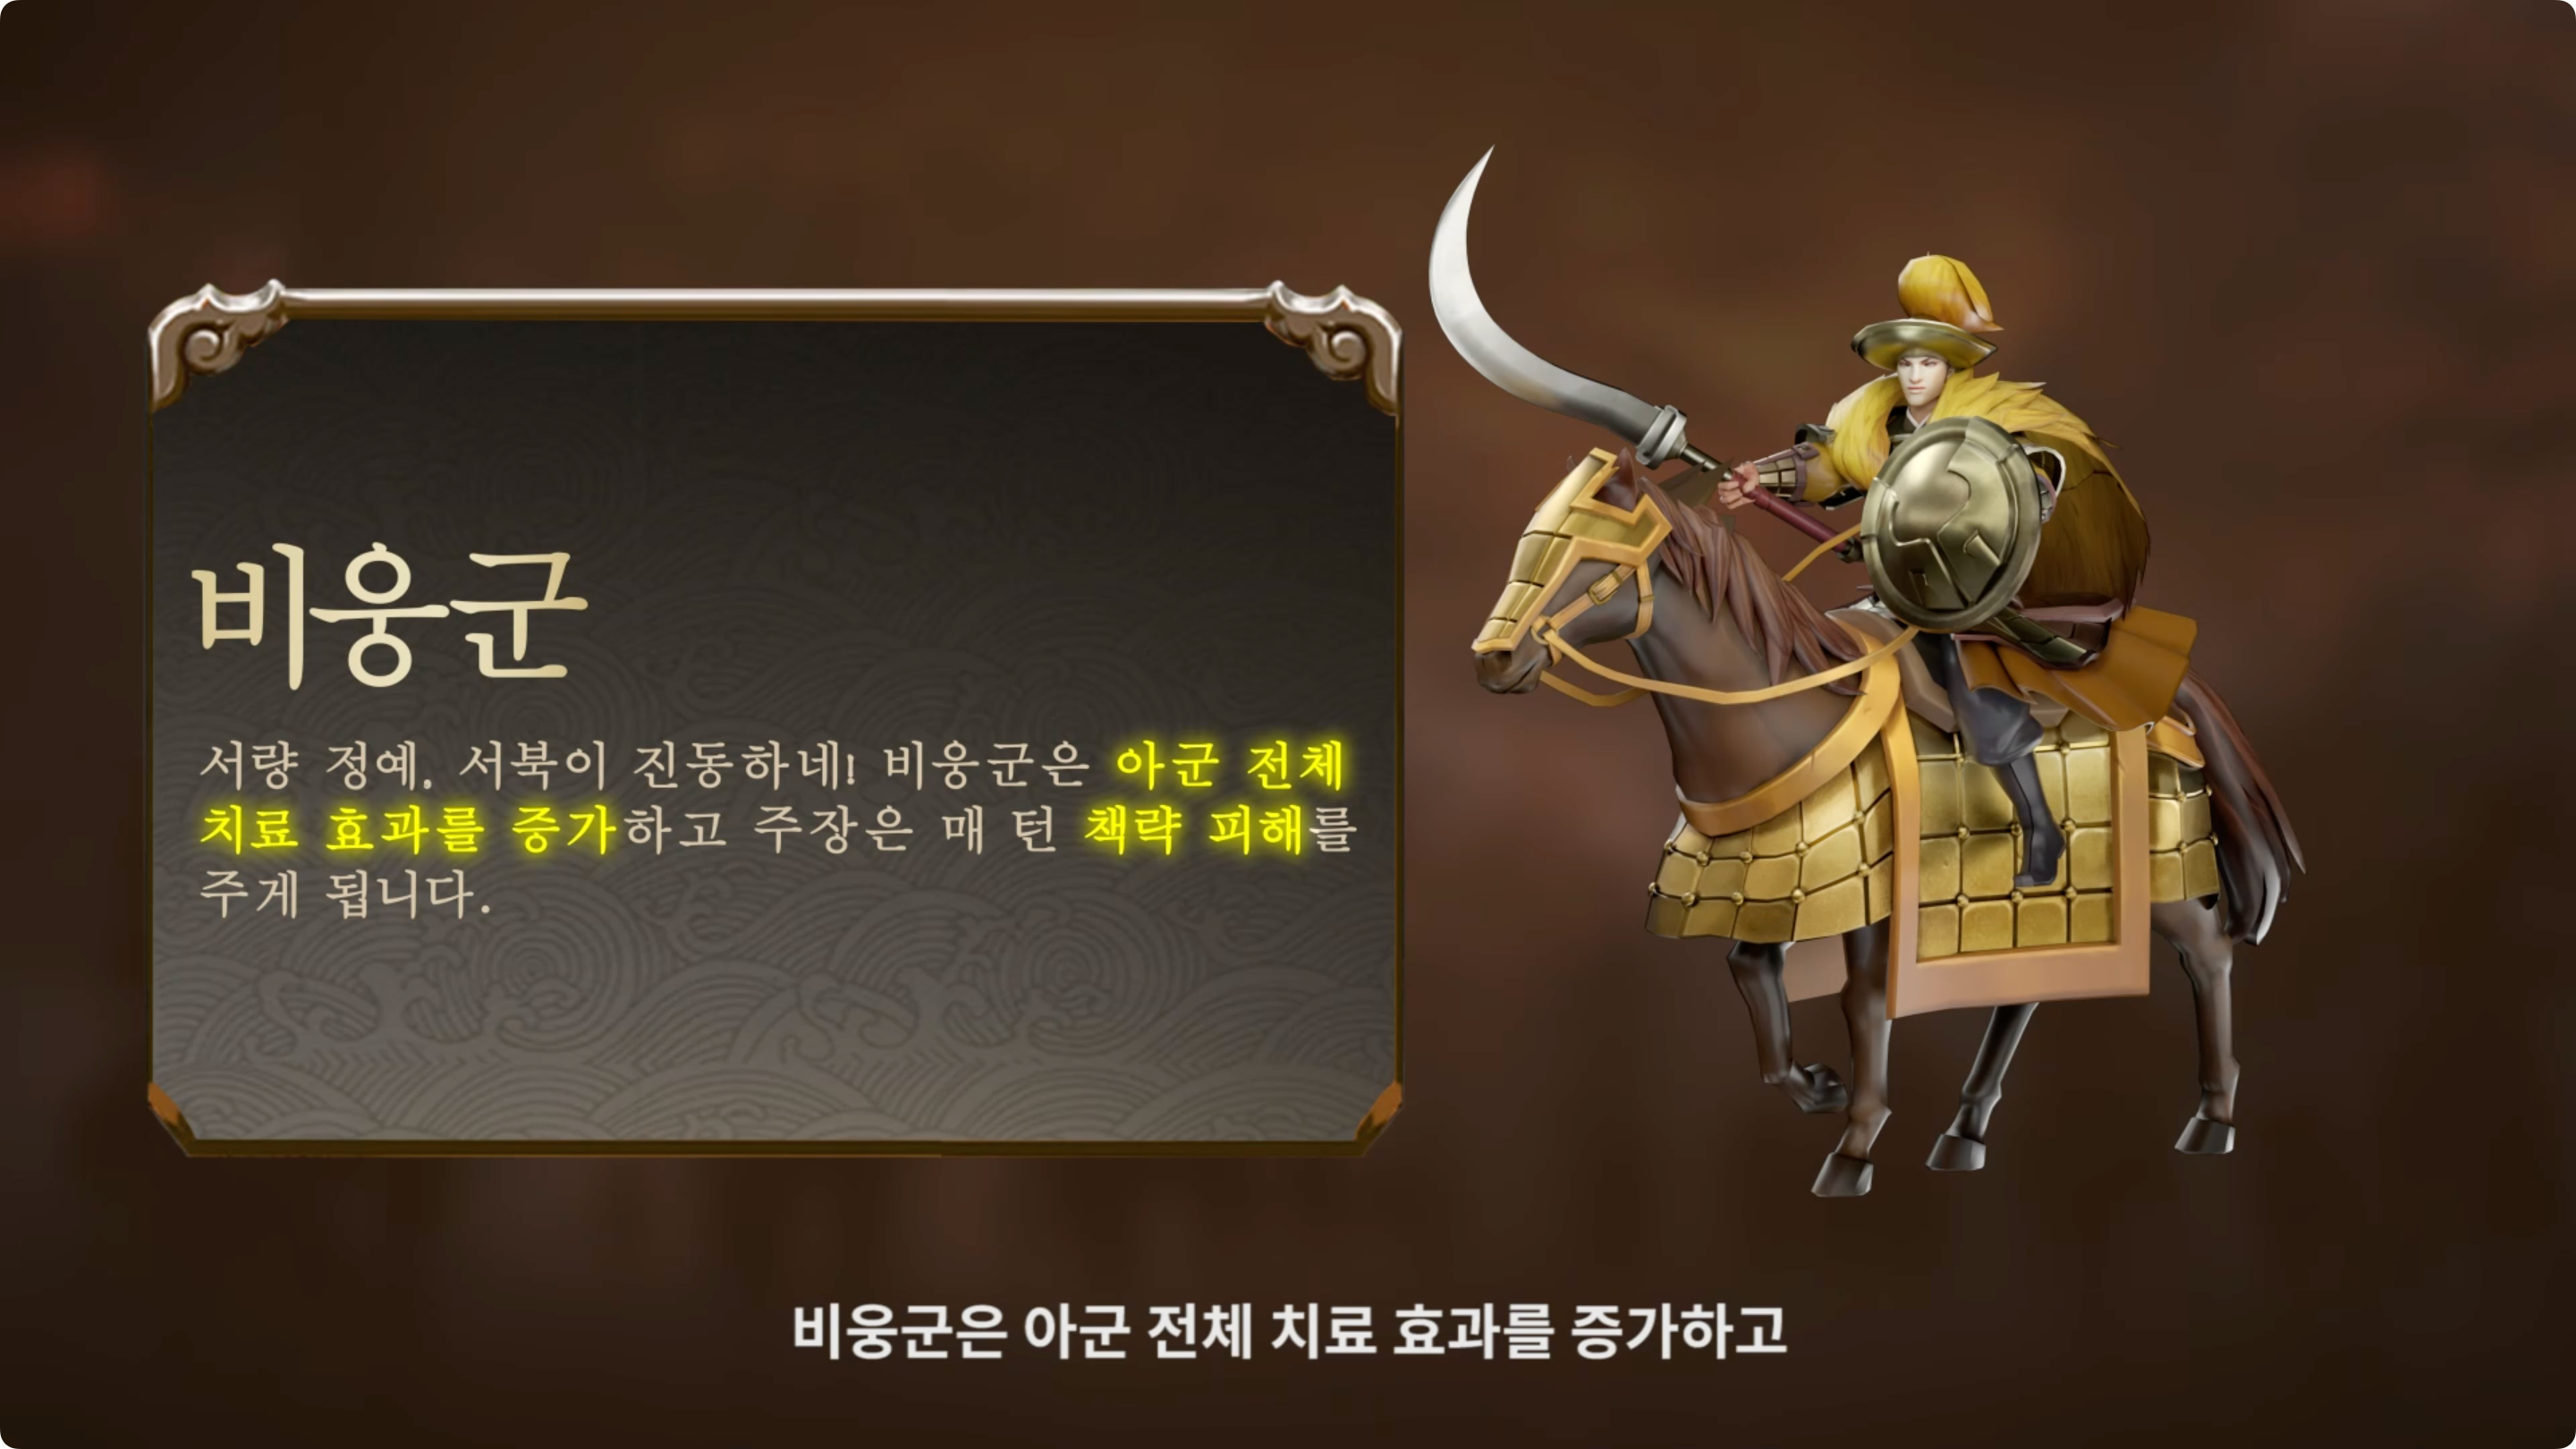 비웅군
서량 정예, 서북이 진동하네! 비웅군은 아군 전체
치료 효과를 증가하고 주장은 매 턴 책략 피해를
주게 됩니다.
비웅군은 아군 전체 치료 효과를 증가하고